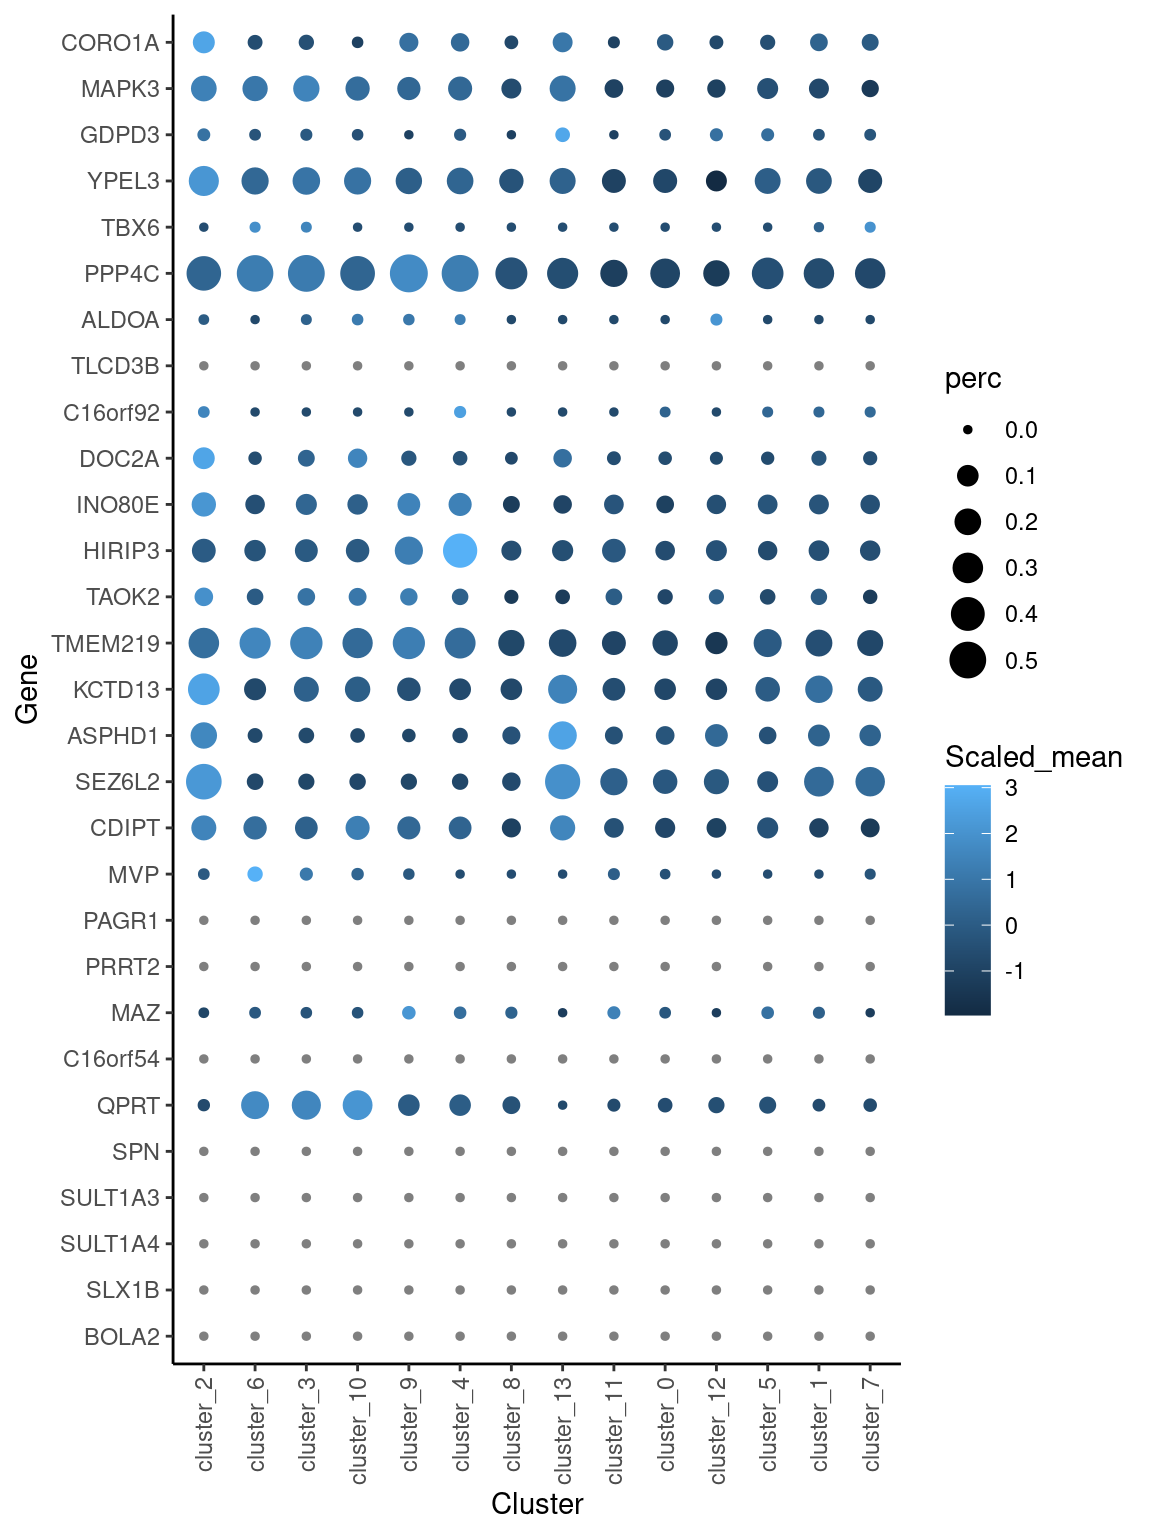 CORO1A
MAPK3
GDPD3
YPEL3
TBX6
PPP4C
ALDOA
TLCD3B
C16orf92
DOC2A
INO80E
HIRIP3
TAOK2
TMEM219
KCTD13
ASPHD1
SEZ6L2
CDIPT
MVP
PAGR1
PRRT2
MAZ
C16orf54
QPRT
SPN
SULT1A3
SULT1A4
SLX1B
BOLA2
Gene
cluster_2
cluster_6
cluster_3
cluster_10
cluster_9
cluster_4
cluster_8
cluster_13
cluster_11
cluster_0
cluster_12
cluster_5
cluster_1
cluster_7
Cluster
perc
0.0
0.1
0.2
0.3
0.4
0.5
Scaled_mean
3
2
1
0
-1